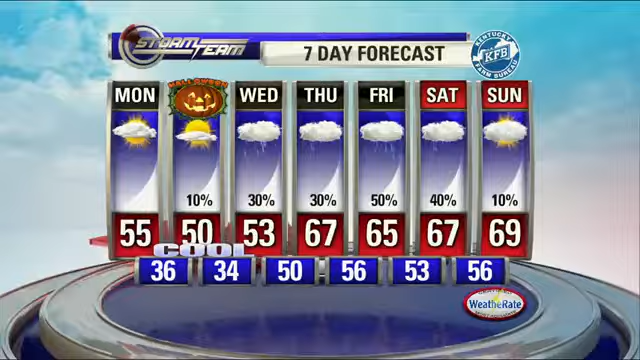 STORM TEAM
7 DAY FORECAST
KENTUCKY
KFB
FARM BUREAU
MON HALLOWEEN WED THU FRI SAT SUN
10% 30% 30% 50% 40% 10%
55 50 53 67 65 67 69
COOL
36 34 50 56 53 56
WeatheRate